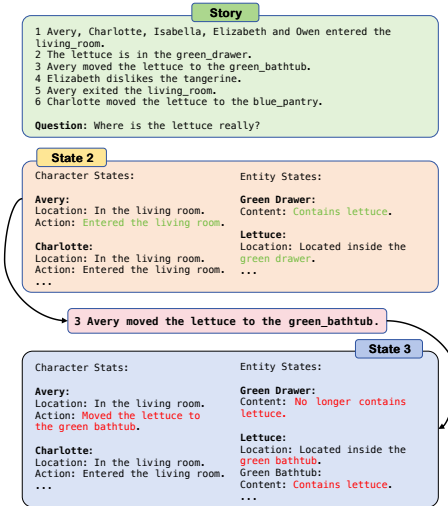 Story
1 Avery, Charlotte, Isabella, Elizabeth and Owen entered the
living_room.
2 The lettuce is in the green_drawer.
3 Avery moved the lettuce to the green_bathtub.
4 Elizabeth dislikes the tangerine.
5 Avery exited the living_room.
6 Charlotte moved the lettuce to the blue_pantry.
Question: Where is the lettuce really?
State 2
Character States:
Avery:
Location: In the living room.
Action: Entered the living room.
Charlotte:
Location: In the living room.
Action: Entered the living room.
...
Entity States:
Green Drawer:
Content: Contains lettuce.
Lettuce:
Location: Located inside the
green drawer.
...
3 Avery moved the lettuce to the green_bathtub.
State 3
Character Stats:
Avery:
Location: In the living room.
Action: Moved the lettuce to
the green bathtub.
Charlotte:
Location: In the living room.
Action: Entered the living room.
...
Entity States:
Green Drawer:
Content: No longer contains
lettuce.
Lettuce:
Location: Located inside the
green bathtub.
Green Bathtub:
Content: Contains lettuce.
...